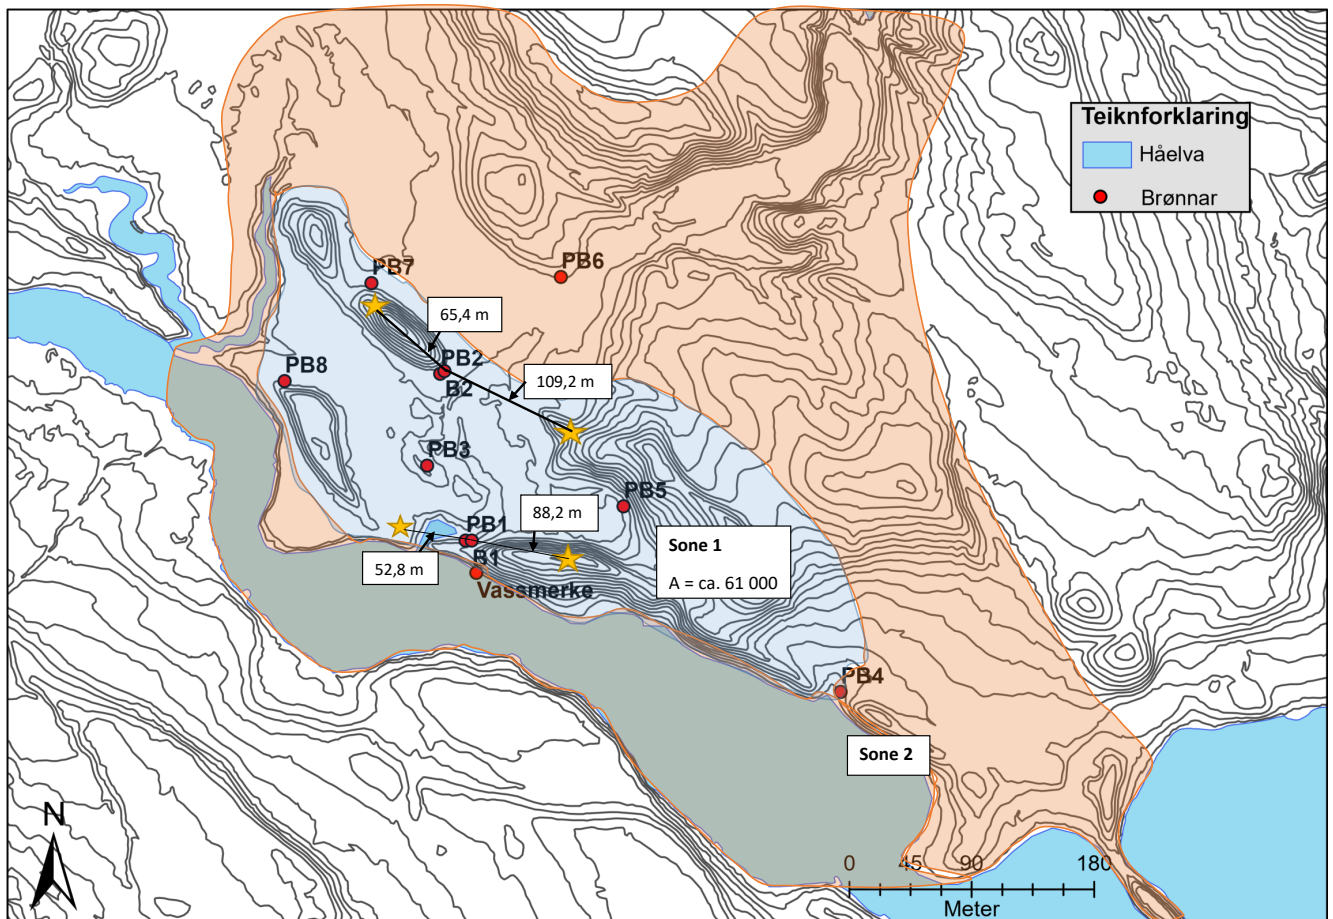 Teiknforklaring
Håelva
Brønnar
PB7
PB6
65,4 m
PB2
B2
109,2 m
PB8
PB3
PB5
88,2 m
PB1
B1
52,8 m
Vassmerke
Sone 1
A = ca. 61 000
PB4
Sone 2
N
0 45 90 180
Meter